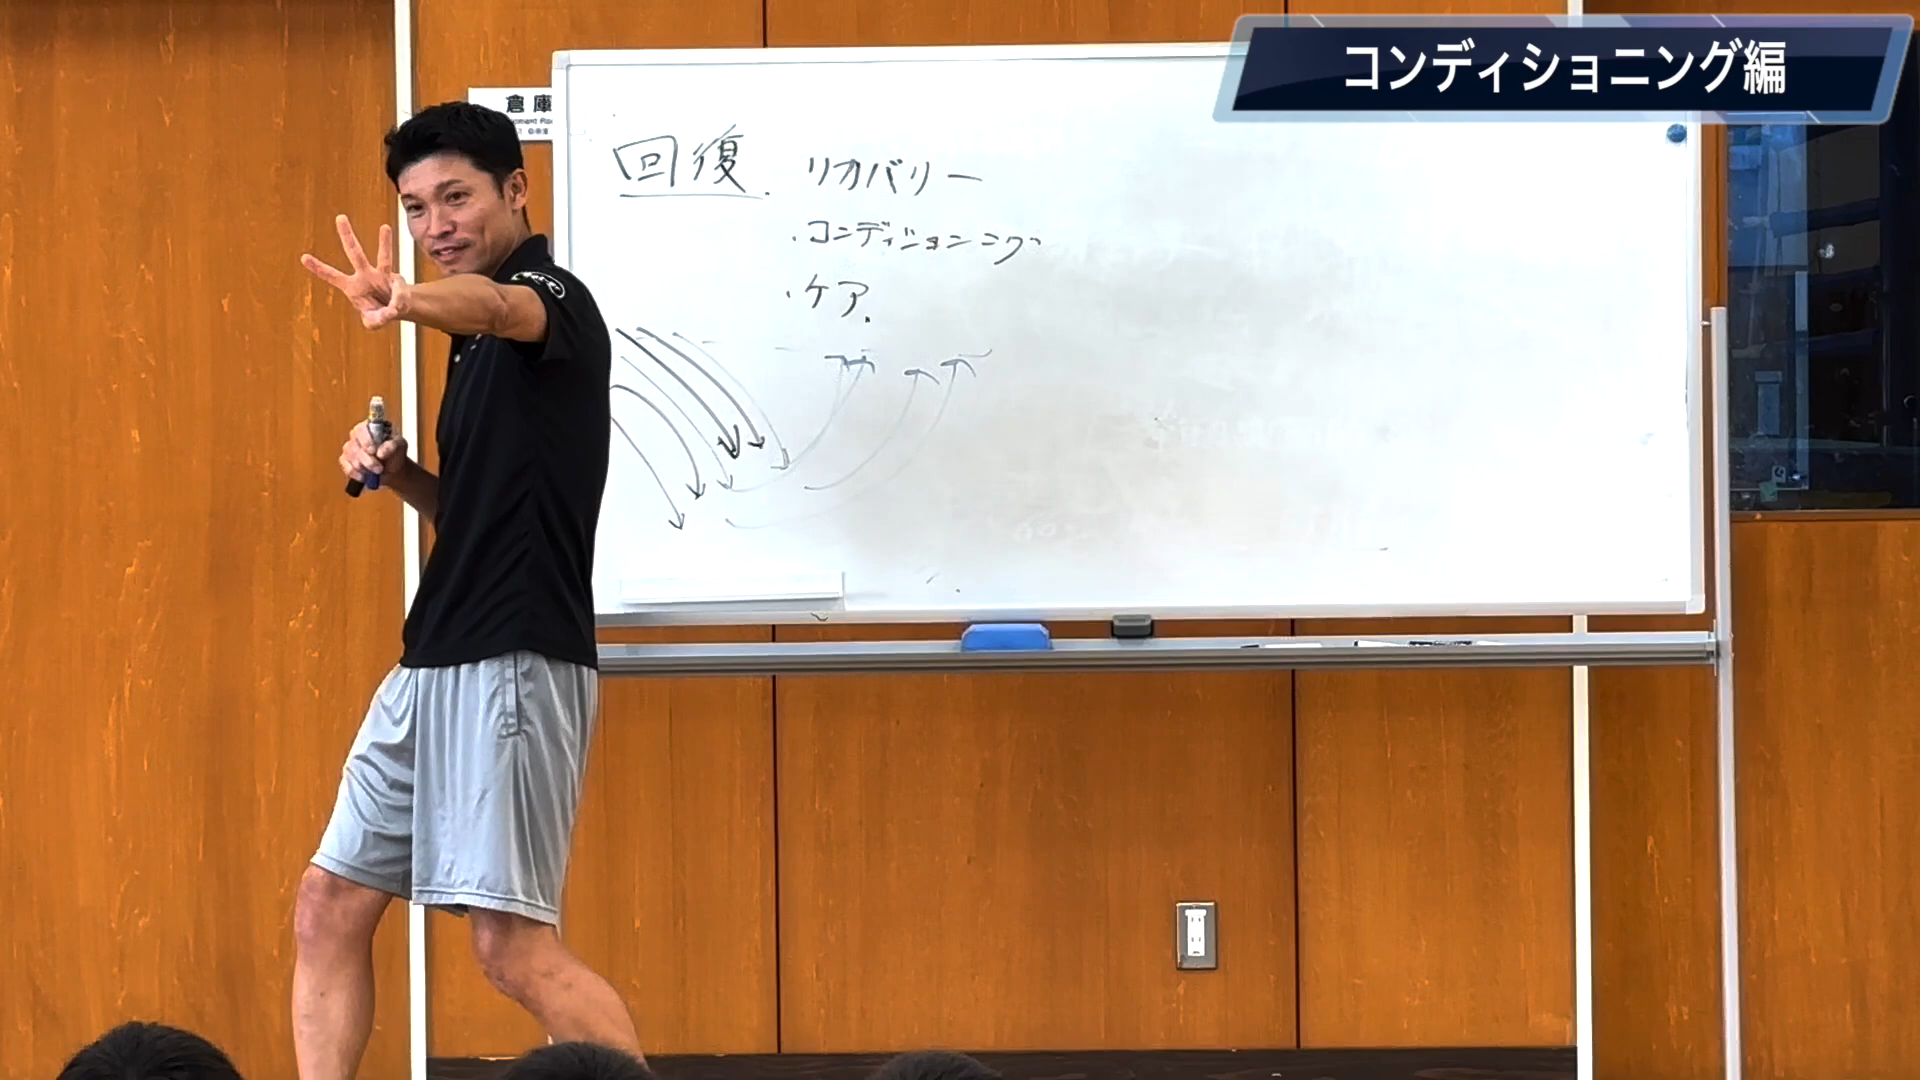 コンディショニング編
倉庫
回復 リカバリー
・コンディショニング
・ケア